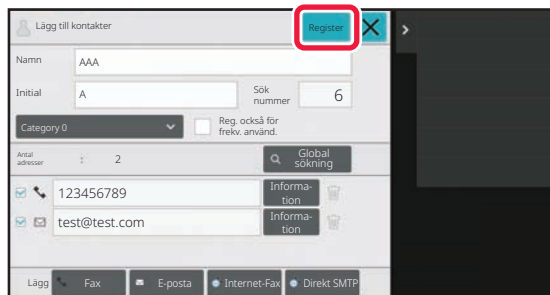 Lägg till kontakter
Register
Namn
AAA
Initial
A
Sök
nummer
6
Category 0
Reg. också för
frekv. använd.
Antal
adresser
:
2
Global
sökning
123456789
Informa-
tion
test@test.com
Informa-
tion
Lägg
Fax
E-posta
Internet-Fax
Direkt SMTP